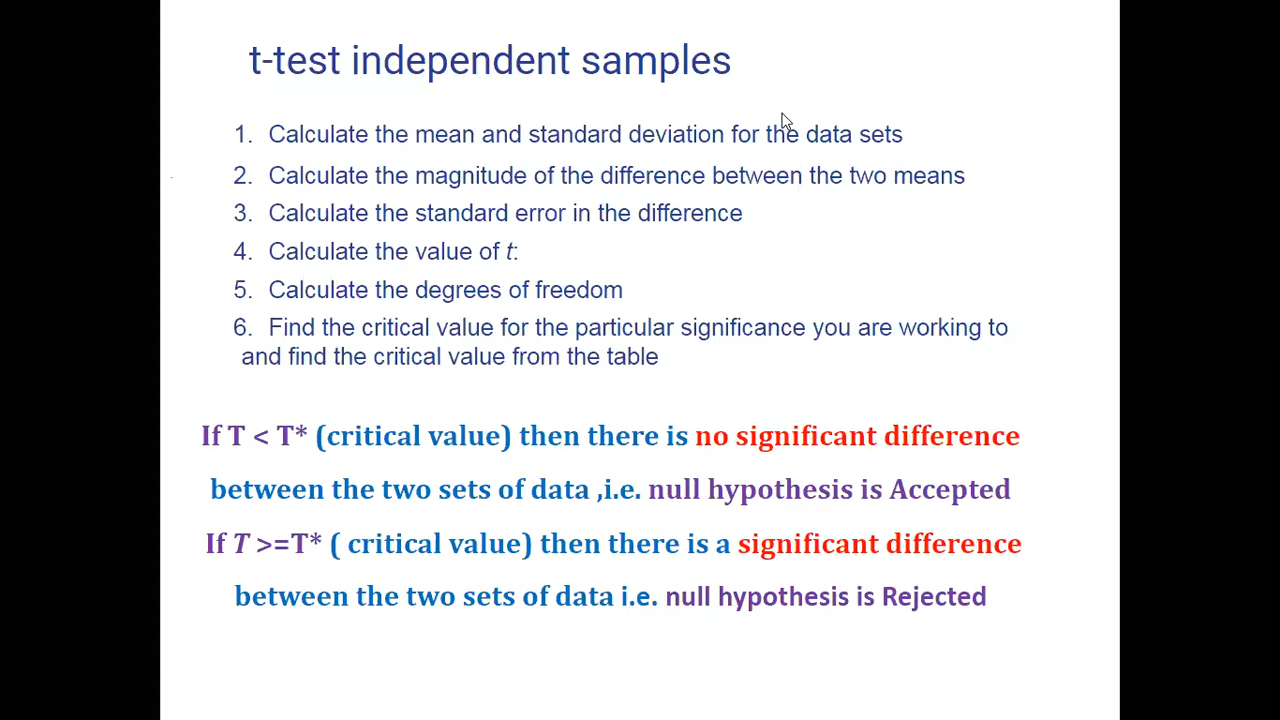 t-test independent samples
1. Calculate the mean and standard deviation for the data sets
2. Calculate the magnitude of the difference between the two means
3. Calculate the standard error in the difference
4. Calculate the value of t:
5. Calculate the degrees of freedom
6. Find the critical value for the particular significance you are working to
and find the critical value from the table
If T < T* (critical value) then there is no significant difference
between the two sets of data ,i.e. null hypothesis is Accepted
If T >=T* ( critical value) then there is a significant difference
between the two sets of data i.e. null hypothesis is Rejected